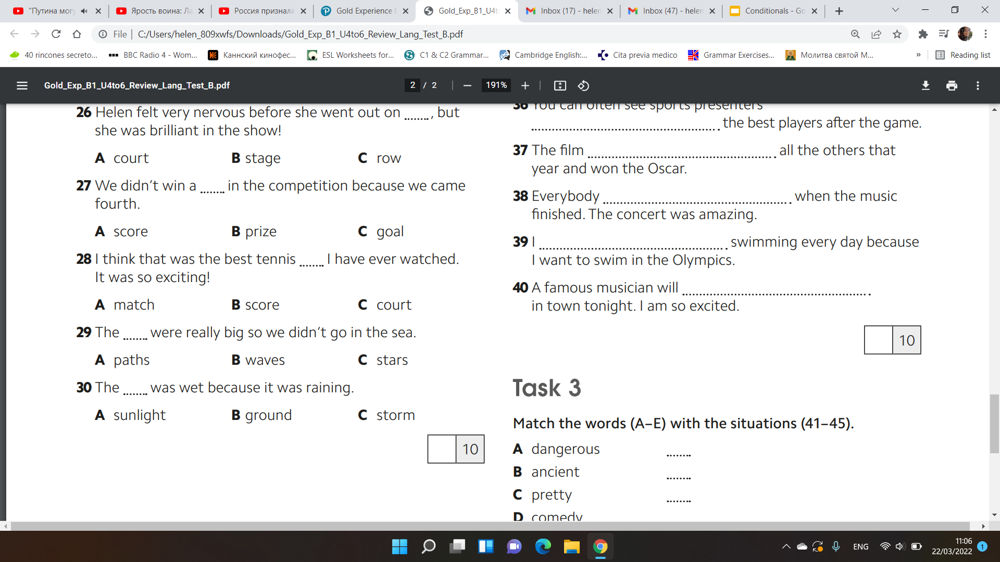 "Путина могу
Ярость воина: Ла
Россия признала
Gold Experience B
Gold_Exp_B1_U4t
Inbox (17) - helen
Inbox (47) - helen
Conditionals - Go
File
C:/Users/helen_809xwfs/Downloads/Gold_Exp_B1_U4to6_Review_Lang_Test_B.pdf
40 rincones secreto...
BBC Radio 4 - Wom...
Каннский кинофес...
ESL Worksheets for...
C1 & C2 Grammar...
Cambridge English:...
Cita previa medico
Grammar Exercises...
Молитва святой М...
»
Reading list
Gold_Exp_B1_U4to6_Review_Lang_Test_B.pdf
2 / 2
191%
26 Helen felt very nervous before she went out on ......., but
she was brilliant in the show!
A court B stage C row
27 We didn't win a ....... in the competition because we came
fourth.
A score B prize C goal
28 I think that was the best tennis ....... I have ever watched.
It was so exciting!
A match B score C court
29 The ....... were really big so we didn't go in the sea.
A paths B waves C stars
30 The ....... was wet because it was raining.
A sunlight B ground C storm
10
36 You can often see sports presenters
............................................. the best players after the game.
37 The film ............................................. all the others that
year and won the Oscar.
38 Everybody ............................................. when the music
finished. The concert was amazing.
39 I ............................................. swimming every day because
I want to swim in the Olympics.
40 A famous musician will .............................................
in town tonight. I am so excited.
10
Task 3
Match the words (A–E) with the situations (41–45).
A dangerous .......
B ancient .......
C pretty .......
D comedy
ENG
11:06
22/03/2022
1